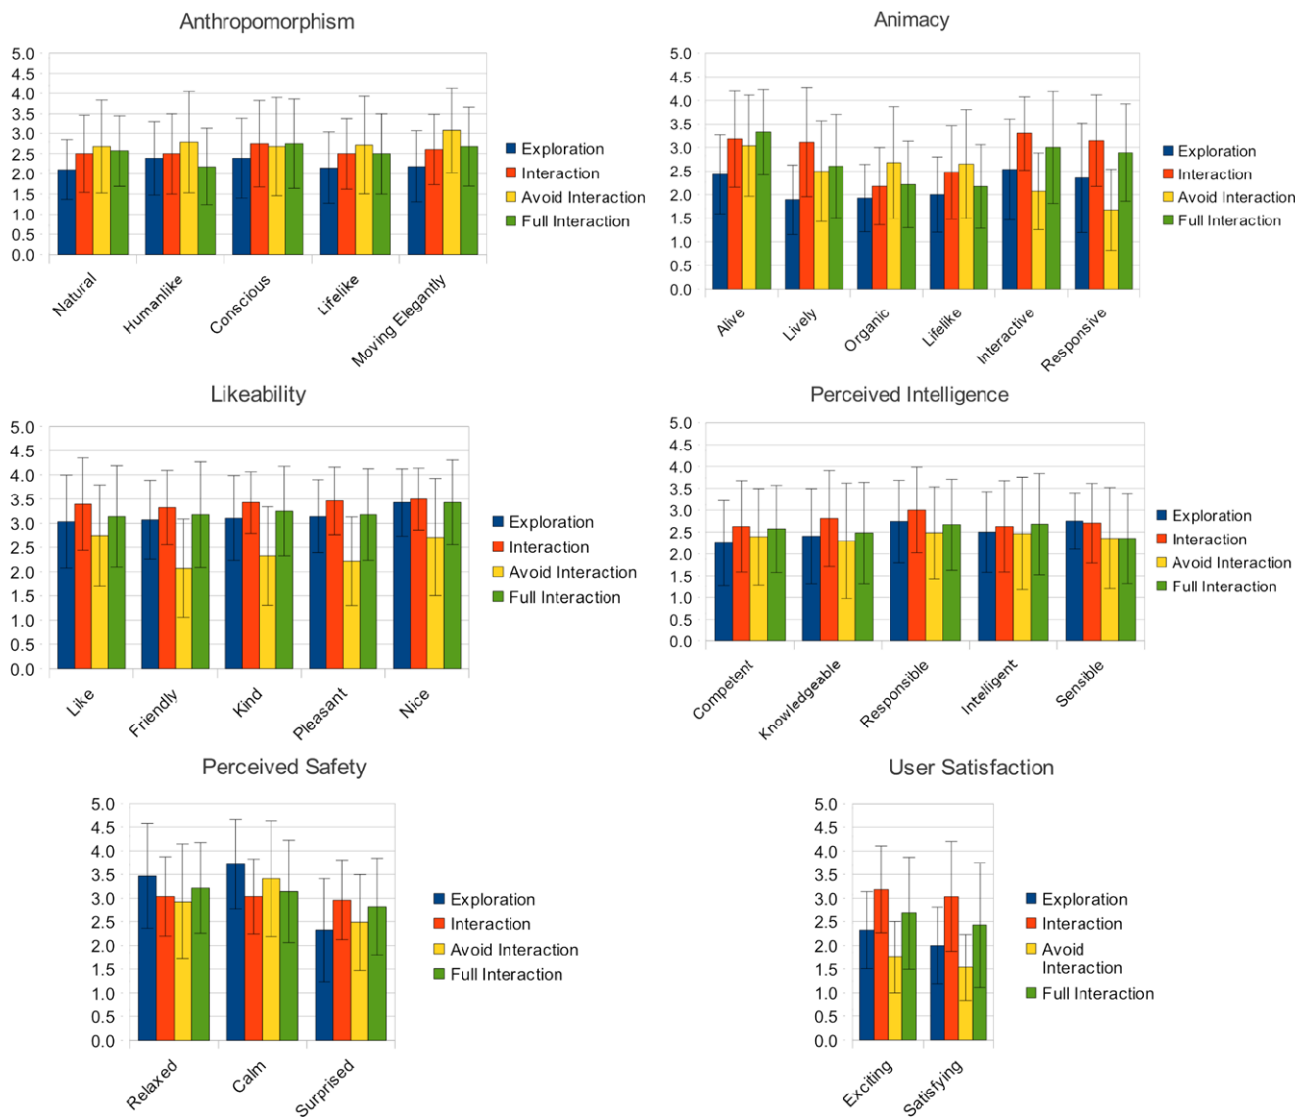 Anthropomorphism
5.0
4.5
4.0
3.5
3.0
2.5
2.0
1.5
1.0
0.5
0.0
Natural
Humanlike
Conscious
Lifelike
Moving Elegantly
Exploration
Interaction
Avoid Interaction
Full Interaction
Animacy
5.0
4.5
4.0
3.5
3.0
2.5
2.0
1.5
1.0
0.5
0.0
Alive
Lively
Organic
Lifelike
Interactive
Responsive
Exploration
Interaction
Avoid Interaction
Full Interaction
Likeability
5.0
4.5
4.0
3.5
3.0
2.5
2.0
1.5
1.0
0.5
0.0
Like
Friendly
Kind
Pleasant
Nice
Exploration
Interaction
Avoid Interaction
Full Interaction
Perceived Intelligence
5.0
4.5
4.0
3.5
3.0
2.5
2.0
1.5
1.0
0.5
0.0
Competent
Knowledgeable
Responsible
Intelligent
Sensible
Exploration
Interaction
Avoid Interaction
Full Interaction
Perceived Safety
5.0
4.5
4.0
3.5
3.0
2.5
2.0
1.5
1.0
0.5
0.0
Relaxed
Calm
Surprised
Exploration
Interaction
Avoid Interaction
Full Interaction
User Satisfaction
5.0
4.5
4.0
3.5
3.0
2.5
2.0
1.5
1.0
0.5
0.0
Exciting
Satisfying
Exploration
Interaction
Avoid
Interaction
Full Interaction